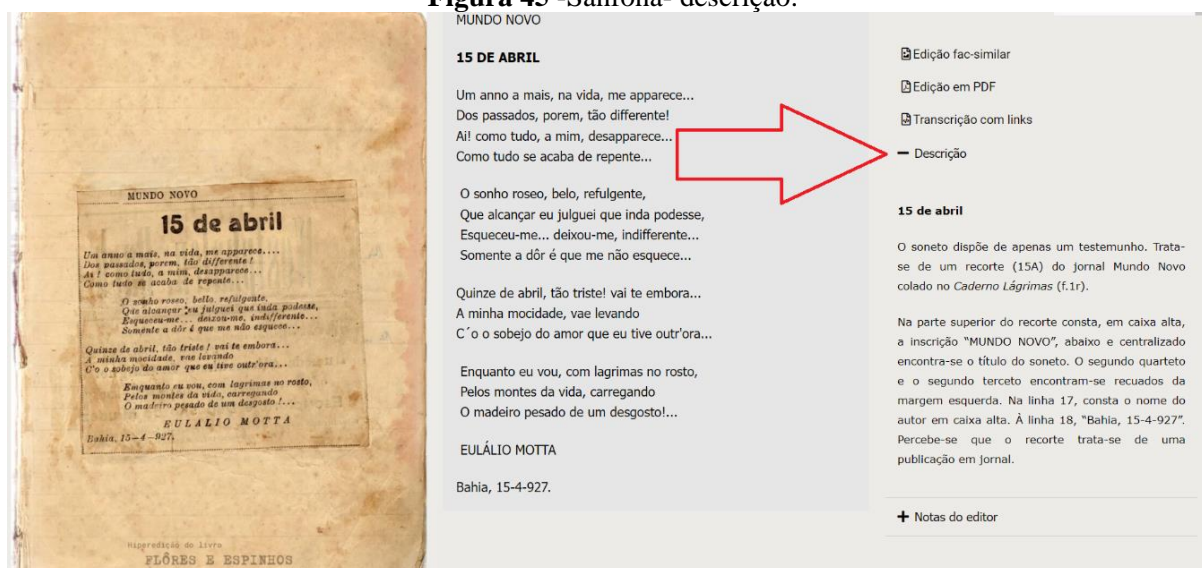 Figura 45 -Sanfona- descrição.
MUNDO NOVO
15 de abril
Um anno a mais, na vida, me apparece....
Dos passados, porem, tão differente !
Ai ! como tudo, a mim, desapparece...
Como tudo se acaba de repente...
O sonho roseo, bello, refulgente,
Que alcançar eu julguei que inda podesse,
Esqueceu-me... deixou-me, indifferente...
Somente a dôr é que me não esquece...
Quinze de abril, tão triste ! vai te embora...
A minha mocidade, vae levando
C'o o sobejo do amor que eu tive outr'ora...
Emquanto eu vou, com lagrimas no rosto,
Pelos montes da vida, carregando
O madeiro pesado de um desgosto !...
EULALIO MOTTA
Bahia, 15—4—927.
Hiperedição do livro
FLÔRES E ESPINHOS
MUNDO NOVO
15 DE ABRIL
Um anno a mais, na vida, me apparece...
Dos passados, porem, tão differente!
Ai! como tudo, a mim, desapparece...
Como tudo se acaba de repente...
O sonho roseo, belo, refulgente,
Que alcançar eu julguei que inda podesse,
Esqueceu-me... deixou-me, indifferente...
Somente a dôr é que me não esquece...
Quinze de abril, tão triste! vai te embora...
A minha mocidade, vae levando
C´o o sobejo do amor que eu tive outr'ora...
Enquanto eu vou, com lagrimas no rosto,
Pelos montes da vida, carregando
O madeiro pesado de um desgosto!...
EULÁLIO MOTTA
Bahia, 15-4-927.
Edição fac-similar
Edição em PDF
Transcrição com links
Descrição
15 de abril
O soneto dispõe de apenas um testemunho. Trata-
se de um recorte (15A) do jornal Mundo Novo
colado no Caderno Lágrimas (f.1r).
Na parte superior do recorte consta, em caixa alta,
a inscrição “MUNDO NOVO”, abaixo e centralizado
encontra-se o título do soneto. O segundo quarteto
e o segundo terceto encontram-se recuados da
margem esquerda. Na linha 17, consta o nome do
autor em caixa alta. À linha 18, “Bahia, 15-4-927”.
Percebe-se que o recorte trata-se de uma
publicação em jornal.
Notas do editor